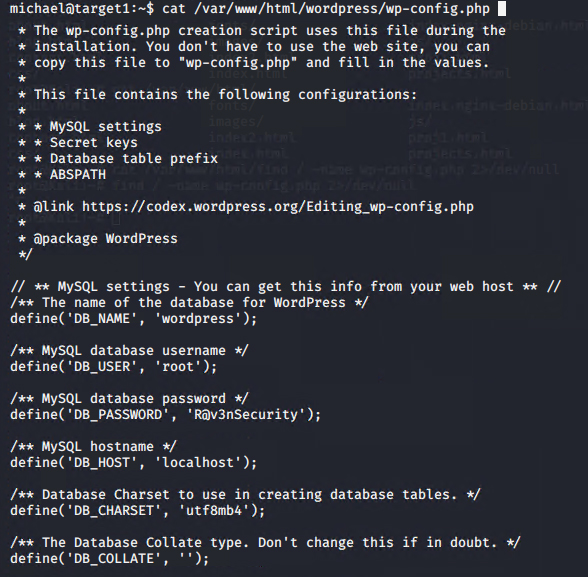 michael@target1:~$ cat /var/www/html/wordpress/wp-config.php
* The wp-config.php creation script uses this file during the
* installation. You don't have to use the web site, you can
* copy this file to "wp-config.php" and fill in the values.
*
* This file contains the following configurations:
*
* * MySQL settings
* * Secret keys
* * Database table prefix
* * ABSPATH
*
* @link https://codex.wordpress.org/Editing_wp-config.php
*
* @package WordPress
*/

// ** MySQL settings - You can get this info from your web host ** //
/** The name of the database for WordPress */
define('DB_NAME', 'wordpress');

/** MySQL database username */
define('DB_USER', 'root');

/** MySQL database password */
define('DB_PASSWORD', 'R@v3nSecurity');

/** MySQL hostname */
define('DB_HOST', 'localhost');

/** Database Charset to use in creating database tables. */
define('DB_CHARSET', 'utf8mb4');

/** The Database Collate type. Don't change this if in doubt. */
define('DB_COLLATE', '');